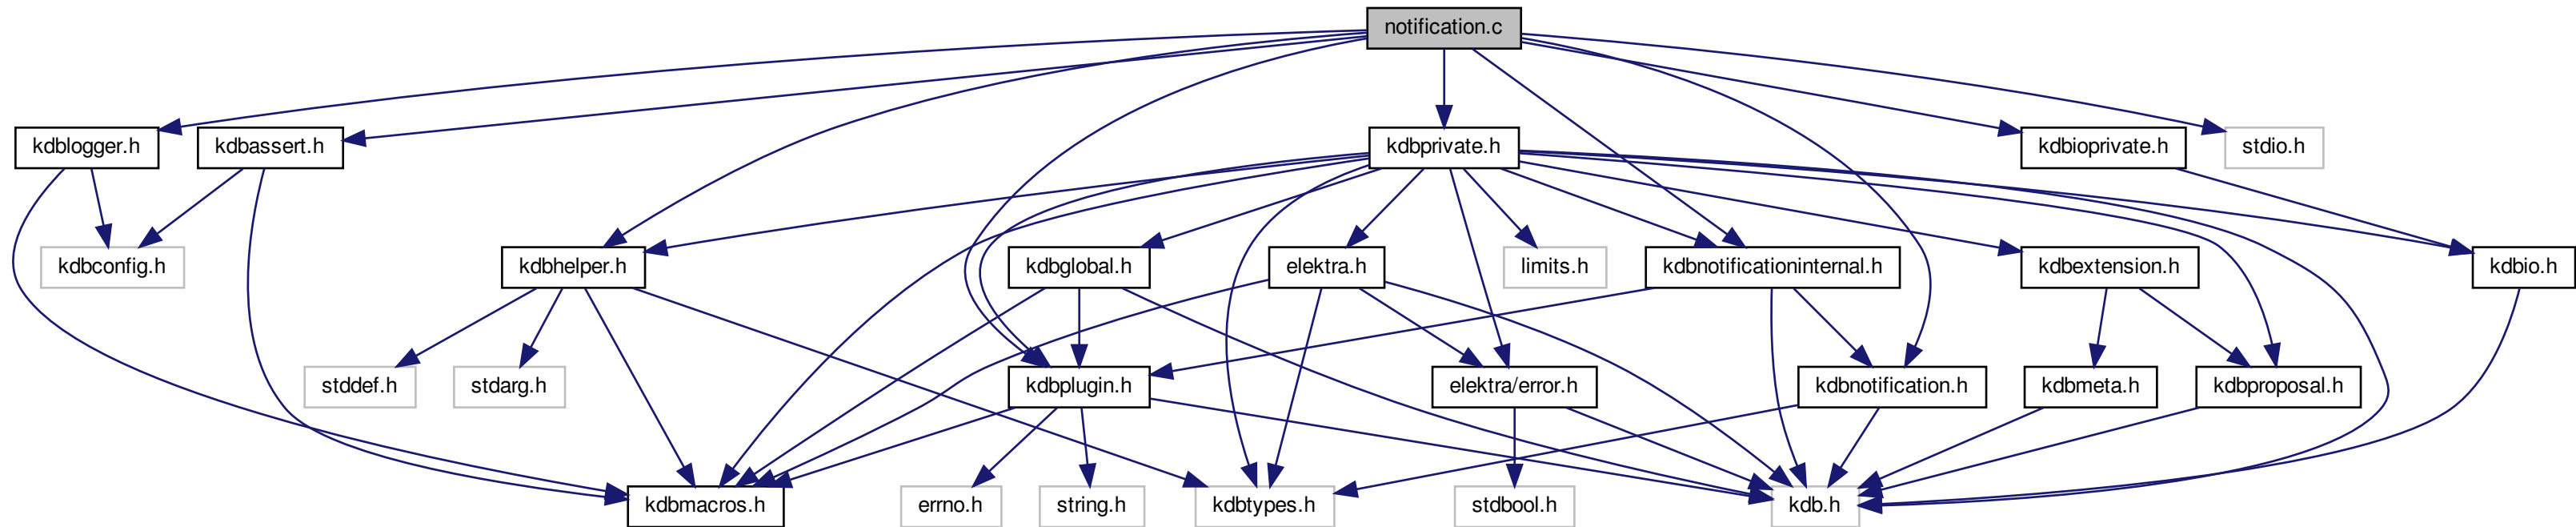 notification.c
kdblogger.h
kdbassert.h
kdbprivate.h
kdbioprivate.h
stdio.h
kdbconfig.h
kdbhelper.h
kdbglobal.h
elektra.h
limits.h
kdbnotificationinternal.h
kdbextension.h
kdbio.h
stddef.h
stdarg.h
kdbplugin.h
elektra/error.h
kdbnotification.h
kdbmeta.h
kdbproposal.h
kdbmacros.h
errno.h
string.h
kdbtypes.h
stdbool.h
kdb.h